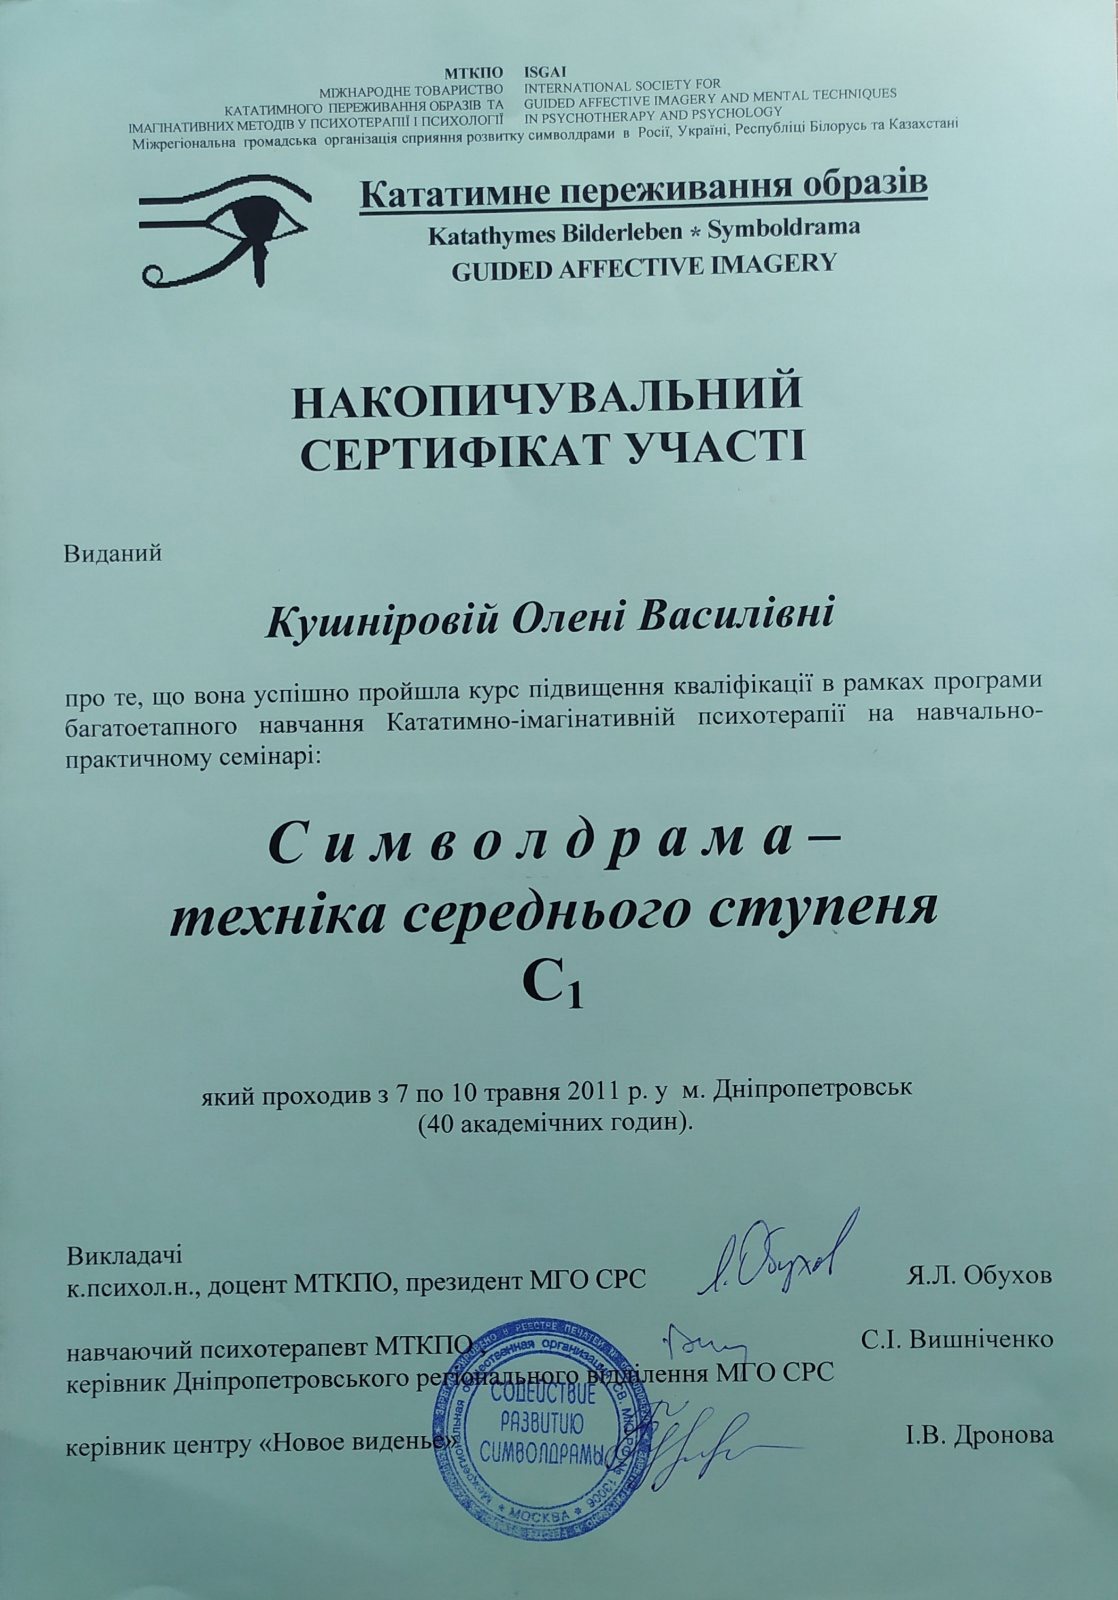 МТКПО ISGAI
МІЖНАРОДНЕ ТОВАРИСТВО INTERNATIONAL SOCIETY FOR
КАТАТИМНОГО ПЕРЕЖИВАННЯ ОБРАЗІВ ТА GUIDED AFFECTIVE IMAGERY AND MENTAL TECHNIQUES
ІМАГІНАТИВНИХ МЕТОДІВ У ПСИХОТЕРАПІЇ І ПСИХОЛОГІЇ IN PSYCHOTHERAPY AND PSYCHOLOGY
Міжрегіональна громадська організація сприяння розвитку символдрами в Росії, Україні, Республіці Білорусь та Казахстані
Кататимне переживання образів
Katathymes Bilderleben * Symboldrama
GUIDED AFFECTIVE IMAGERY
НАКОПИЧУВАЛЬНИЙ
СЕРТИФІКАТ УЧАСТІ
Виданий
Кушніровій Олені Василівні
про те, що вона успішно пройшла курс підвищення кваліфікації в рамках програми
багатоетапного навчання Кататимно-імагінативній психотерапії на навчально-
практичному семінарі:
Символдрама –
техніка середнього ступеня
С1
який проходив з 7 по 10 травня 2011 р. у м. Дніпропетровськ
(40 академічних годин).
Викладачі
к.психол.н., доцент МТКПО, президент МГО СРС Я.Л. Обухов
навчаючий психотерапевт МТКПО, С.І. Вишніченко
керівник Дніпропетровського регіонального відділення МГО СРС
керівник центру «Новое виденье» І.В. Дронова
СОДЕЙСТВИЕ
РАЗВИТИЮ
СИМВОЛДРАМЫ
Межрегиональная общественная организация
* МОСКВА *